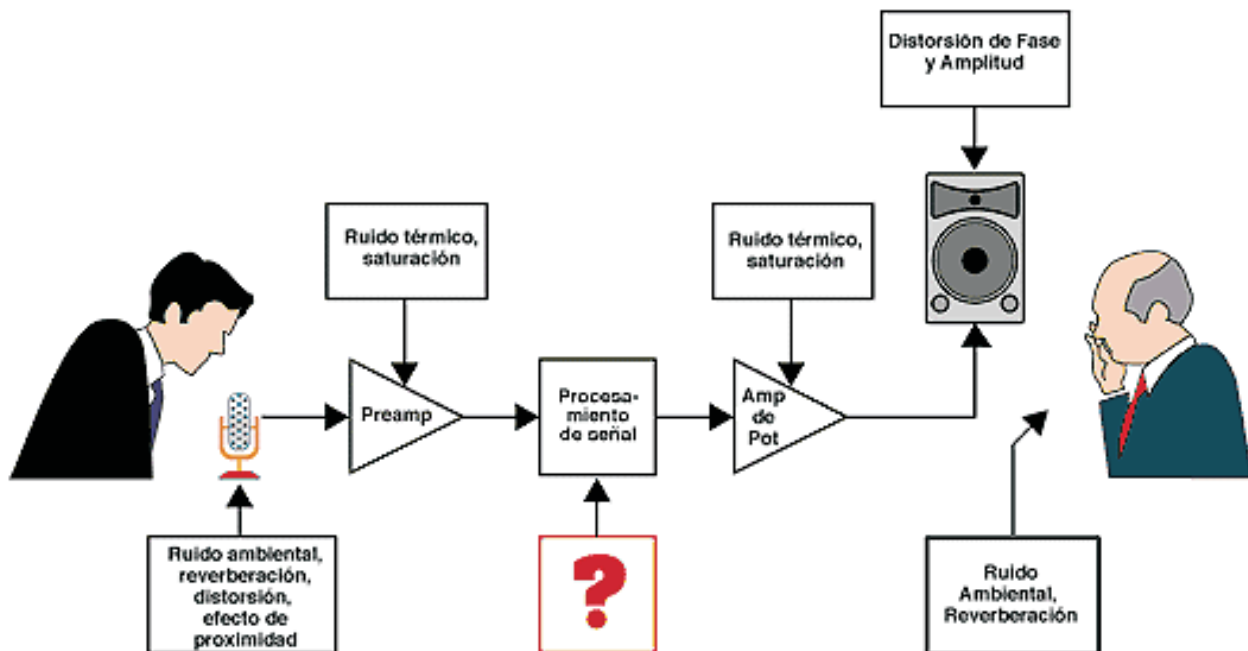 Distorsión de Fase
y Amplitud
Ruido térmico,
saturación
Ruido térmico,
saturación
Preamp
Procesa-
miento
de señal
Amp
de
Pot
Ruido ambiental,
reverberación,
distorsión,
efecto de
proximidad
?
Ruido
Ambiental,
Reverberación